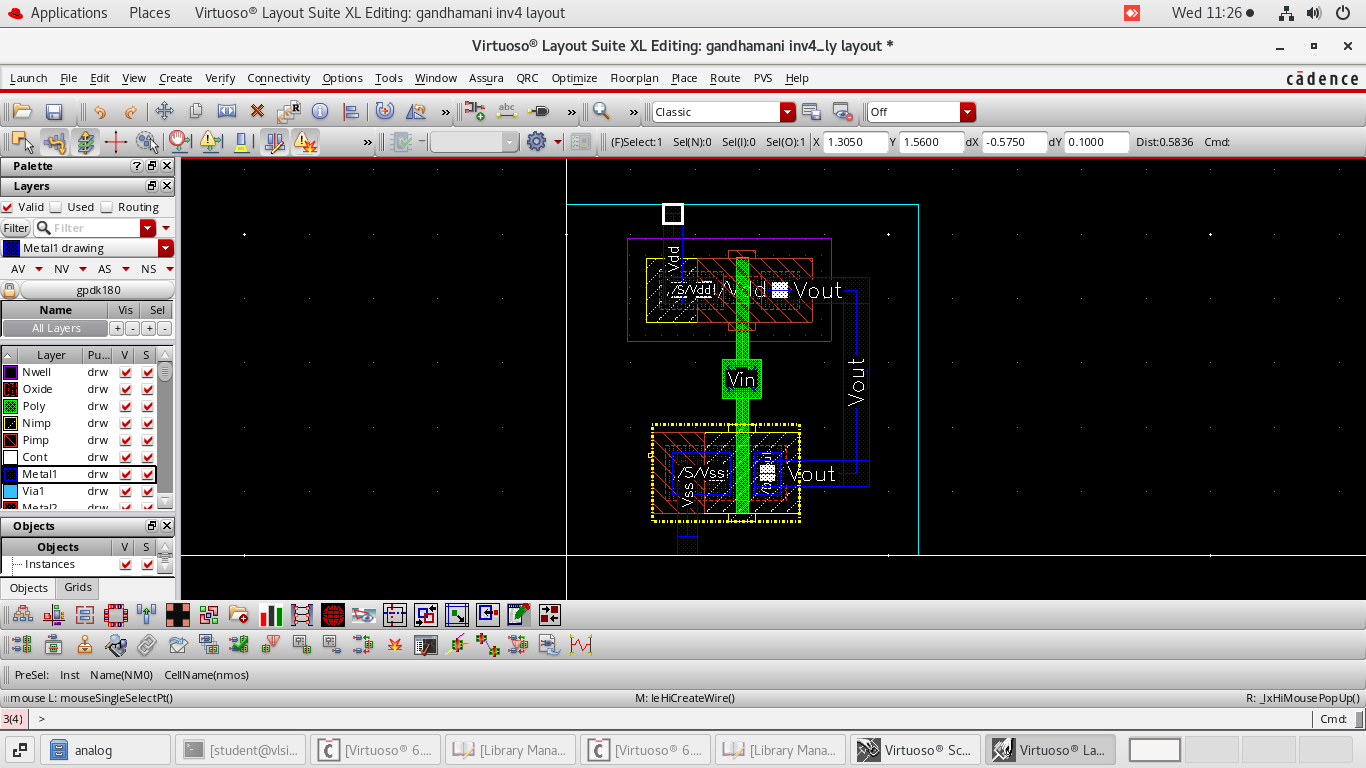 Applications Places Virtuoso® Layout Suite XL Editing: gandhamani inv4 layout Wed 11:26
Virtuoso® Layout Suite XL Editing: gandhamani inv4_ly layout *
Launch File Edit View Create Verify Connectivity Options Tools Window Assura QRC Optimize Floorplan Place Route PVS Help cādence
» abc » » Classic Off
» (F)Select:1 Sel(N):0 Sel(I):0 Sel(O):1 X 1.3050 Y 1.5600 dX -0.5750 dY 0.1000 Dist:0.5836 Cmd:
Palette
Layers
Valid Used Routing
Filter Filter
Metal1 drawing
AV NV AS NS
gpdk180
Name Vis Sel
All Layers + - + -
Layer Pu... V S
Nwell drw
Oxide drw
Poly drw
Nimp drw
Pimp drw
Cont drw
Metal1 drw
Via1 drw
Metal2 drw
Objects
Objects V S
Instances
Objects Grids
Vdd
/S/Vdd!/Vdd Vout
Vin
Vout
/S/Vss Vout
Vss
PreSel: Inst Name(NM0) CellName(nmos)
mouse L: mouseSingleSelectPt() M: leHiCreateWire() R: _lxHiMousePopUp()
3(4) > Cmd:
analog [student@vlsi... [Virtuoso® 6.... [Library Mana... [Virtuoso® 6.... [Library Mana... Virtuoso® Sc... Virtuoso® La...